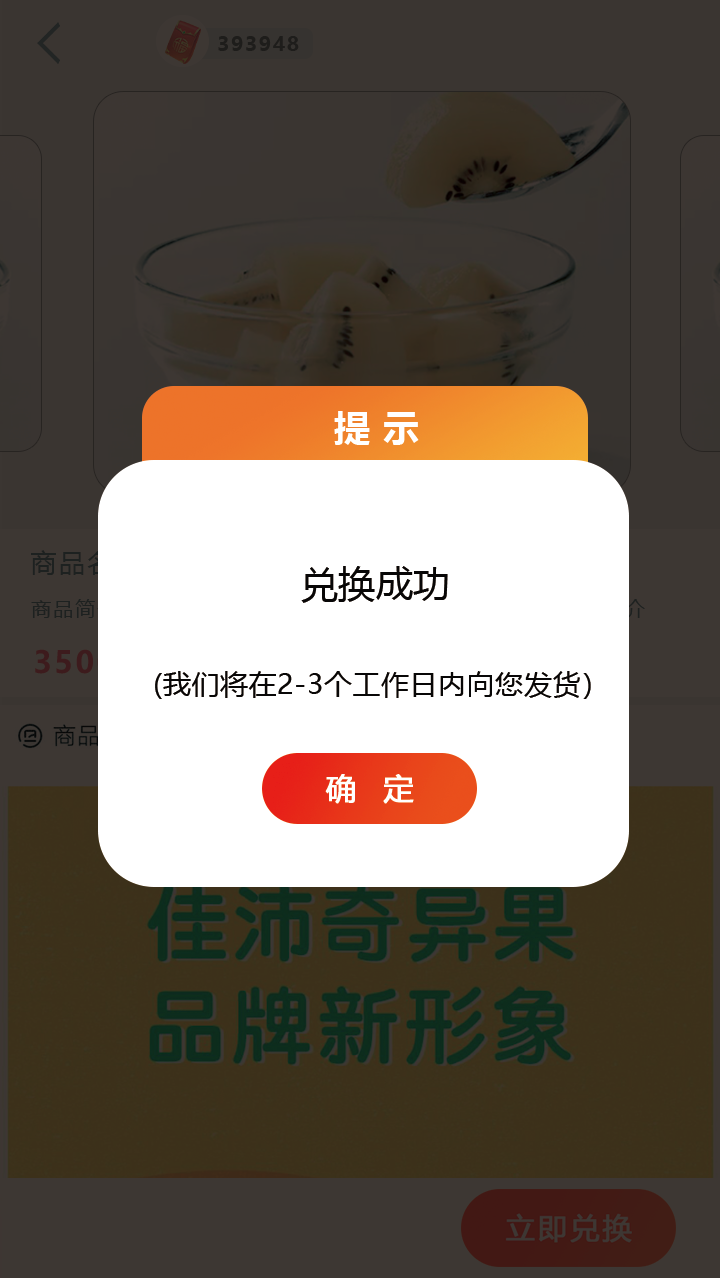 393948
提示
兑换成功
(我们将在2-3个工作日内向您发货)
确 定
商品
商品简 介
350
商品
佳沛奇异果
品牌新形象
立即兑换